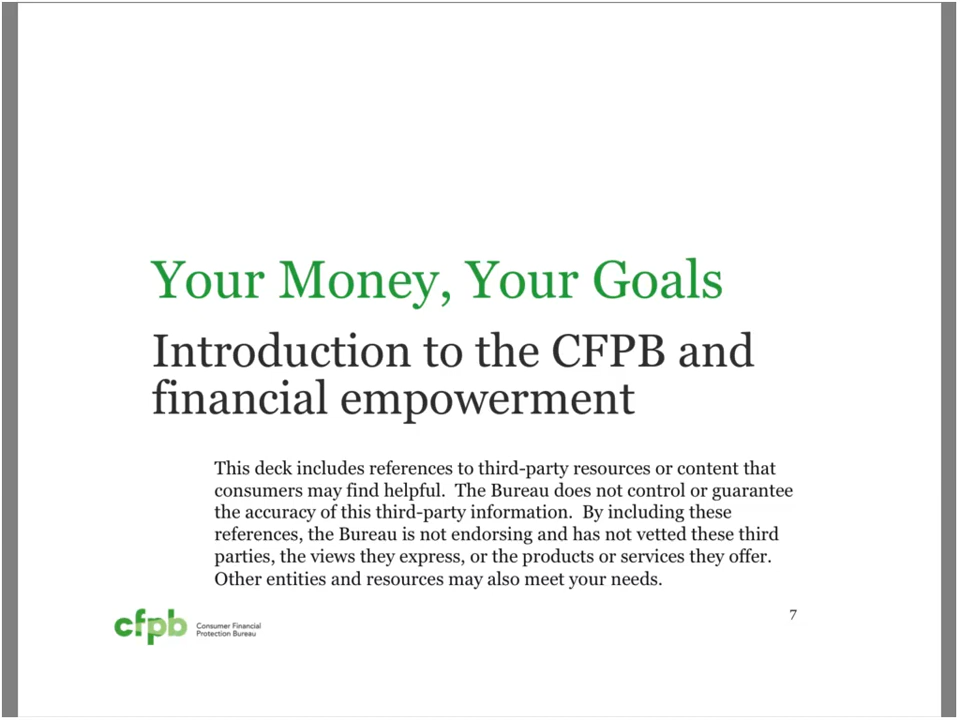 Your Money, Your Goals
Introduction to the CFPB and
financial empowerment
This deck includes references to third-party resources or content that
consumers may find helpful.  The Bureau does not control or guarantee
the accuracy of this third-party information.  By including these
references, the Bureau is not endorsing and has not vetted these third
parties, the views they express, or the products or services they offer.
Other entities and resources may also meet your needs.
7
cfpb
Consumer Financial
Protection Bureau